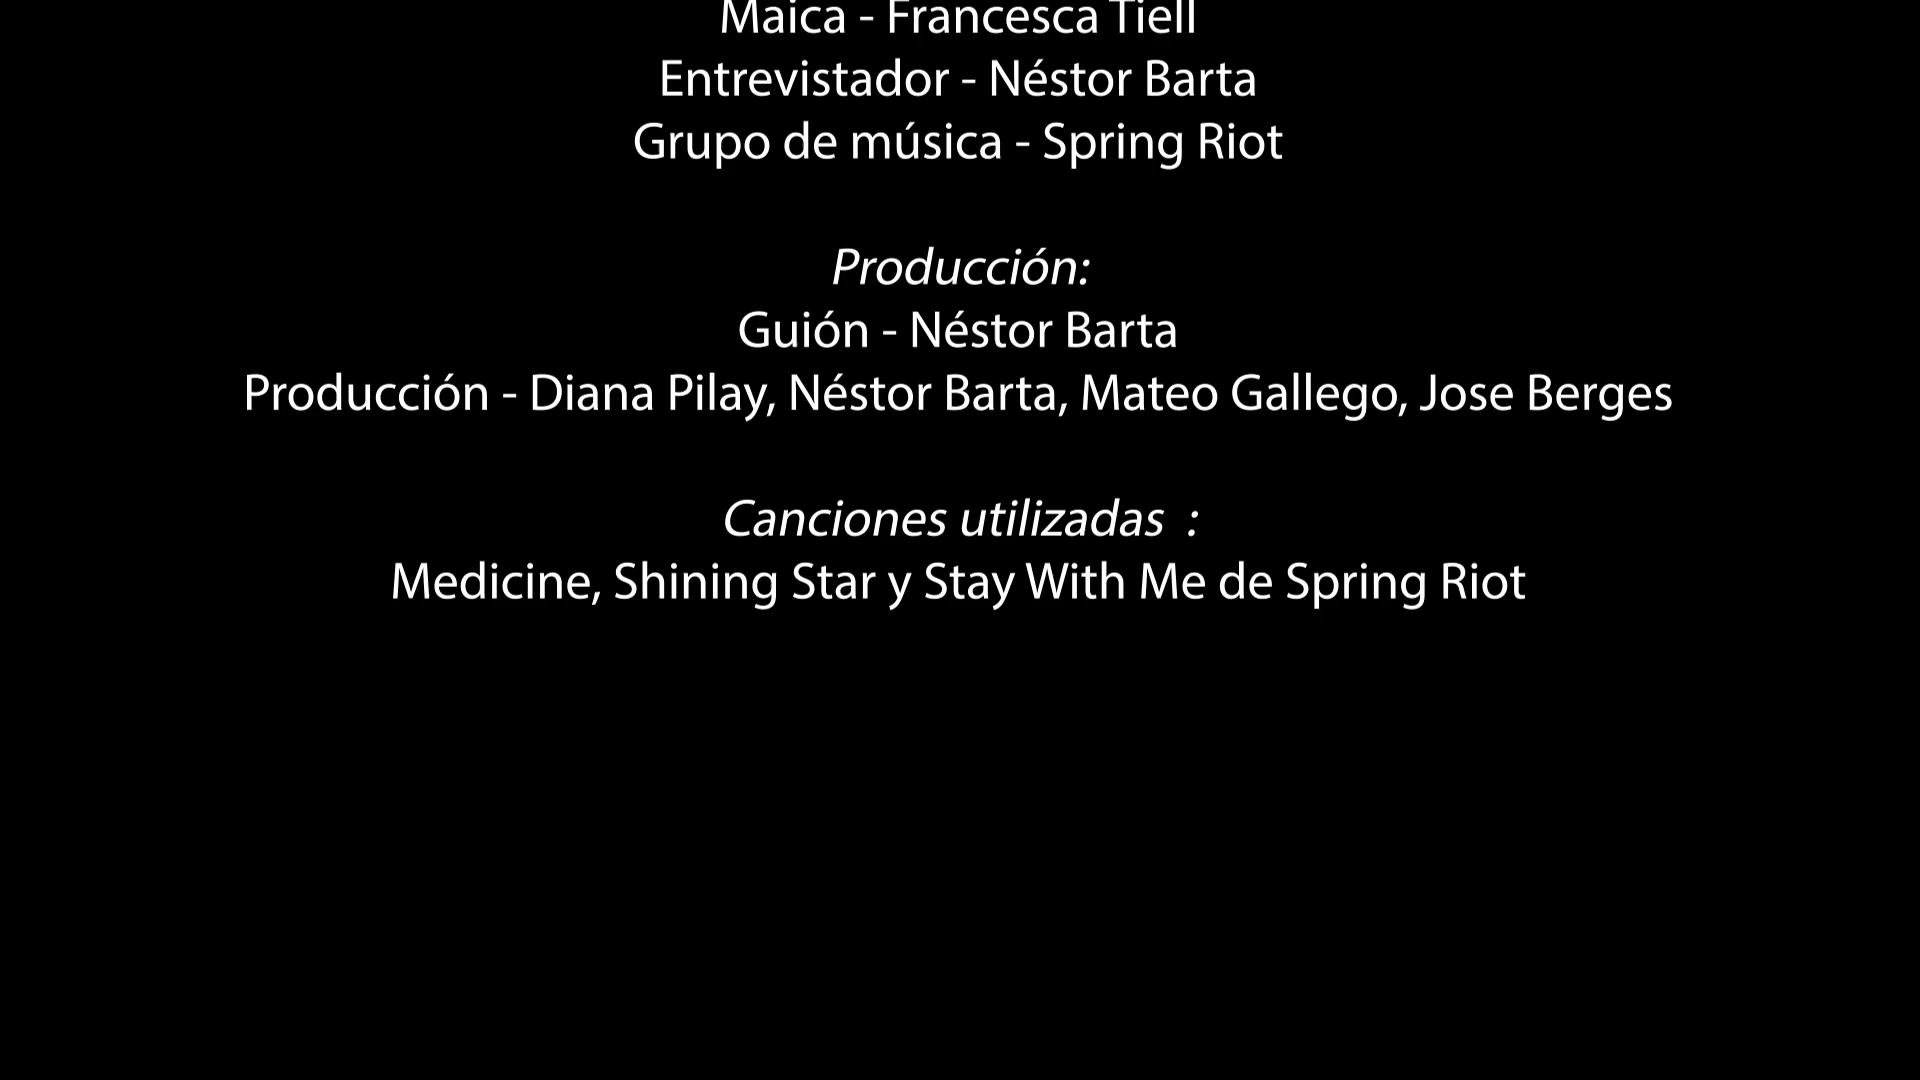 Maica - Francesca Tiell
Entrevistador - Néstor Barta
Grupo de música - Spring Riot
Producción:
Guión - Néstor Barta
Producción - Diana Pilay, Néstor Barta, Mateo Gallego, Jose Berges
Canciones utilizadas  :
Medicine, Shining Star y Stay With Me de Spring Riot